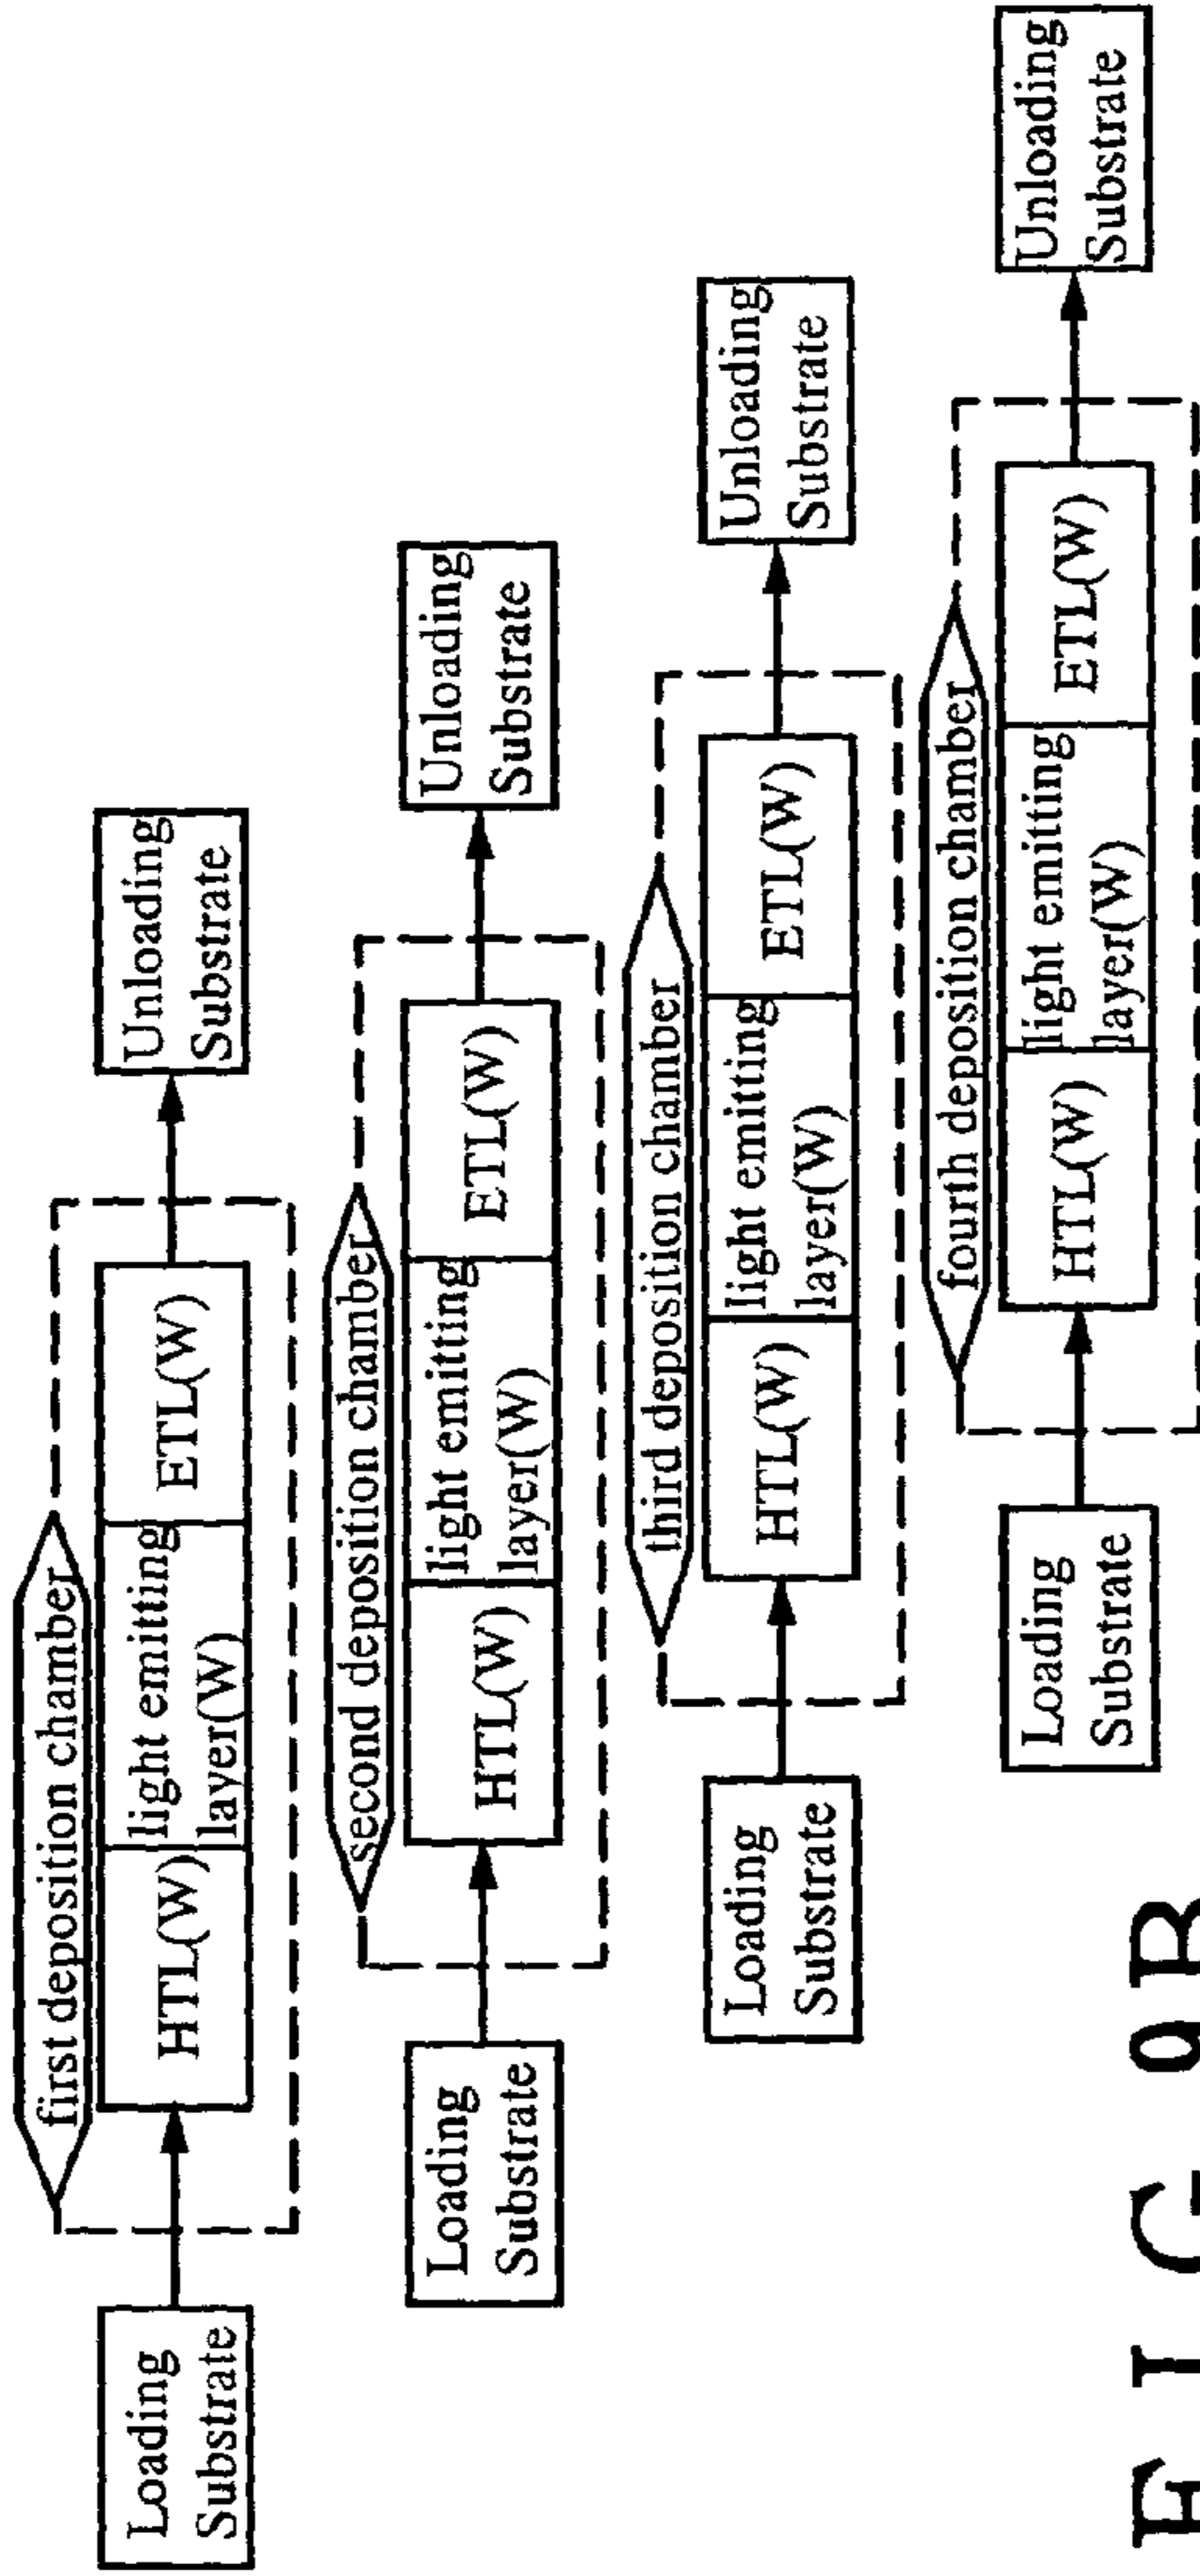 first deposition chamber
Loading
Substrate
HTL(W)
light emitting
layer(W)
ETL(W)
Unloading
Substrate
second deposition chamber
Loading
Substrate
HTL(W)
light emitting
layer(W)
ETL(W)
Unloading
Substrate
third deposition chamber
Loading
Substrate
HTL(W)
light emitting
layer(W)
ETL(W)
Unloading
Substrate
fourth deposition chamber
Loading
Substrate
HTL(W)
light emitting
layer(W)
ETL(W)
Unloading
Substrate
FIG 9B